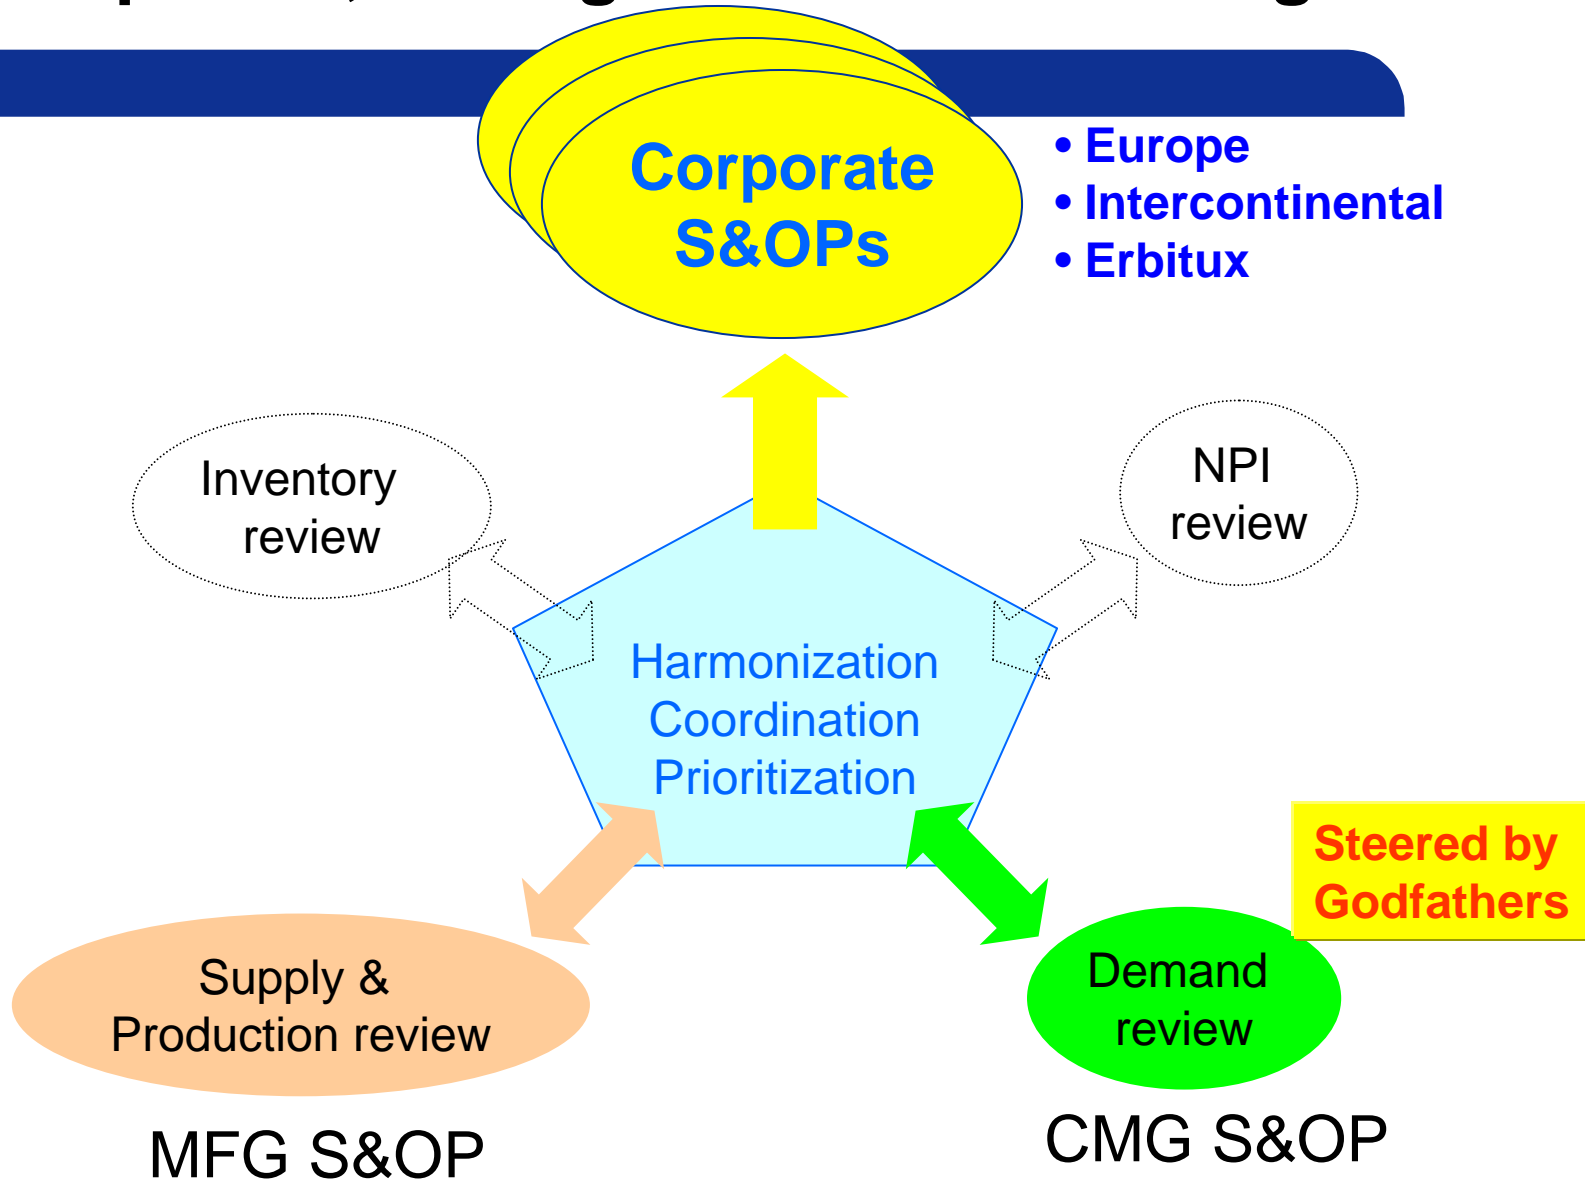 Corporate
S&OPs
• Europe
• Intercontinental
• Erbitux
Inventory
review
NPI
review
Harmonization
Coordination
Prioritization
Steered by
Godfathers
Supply &
Production review
Demand
review
MFG S&OP
CMG S&OP